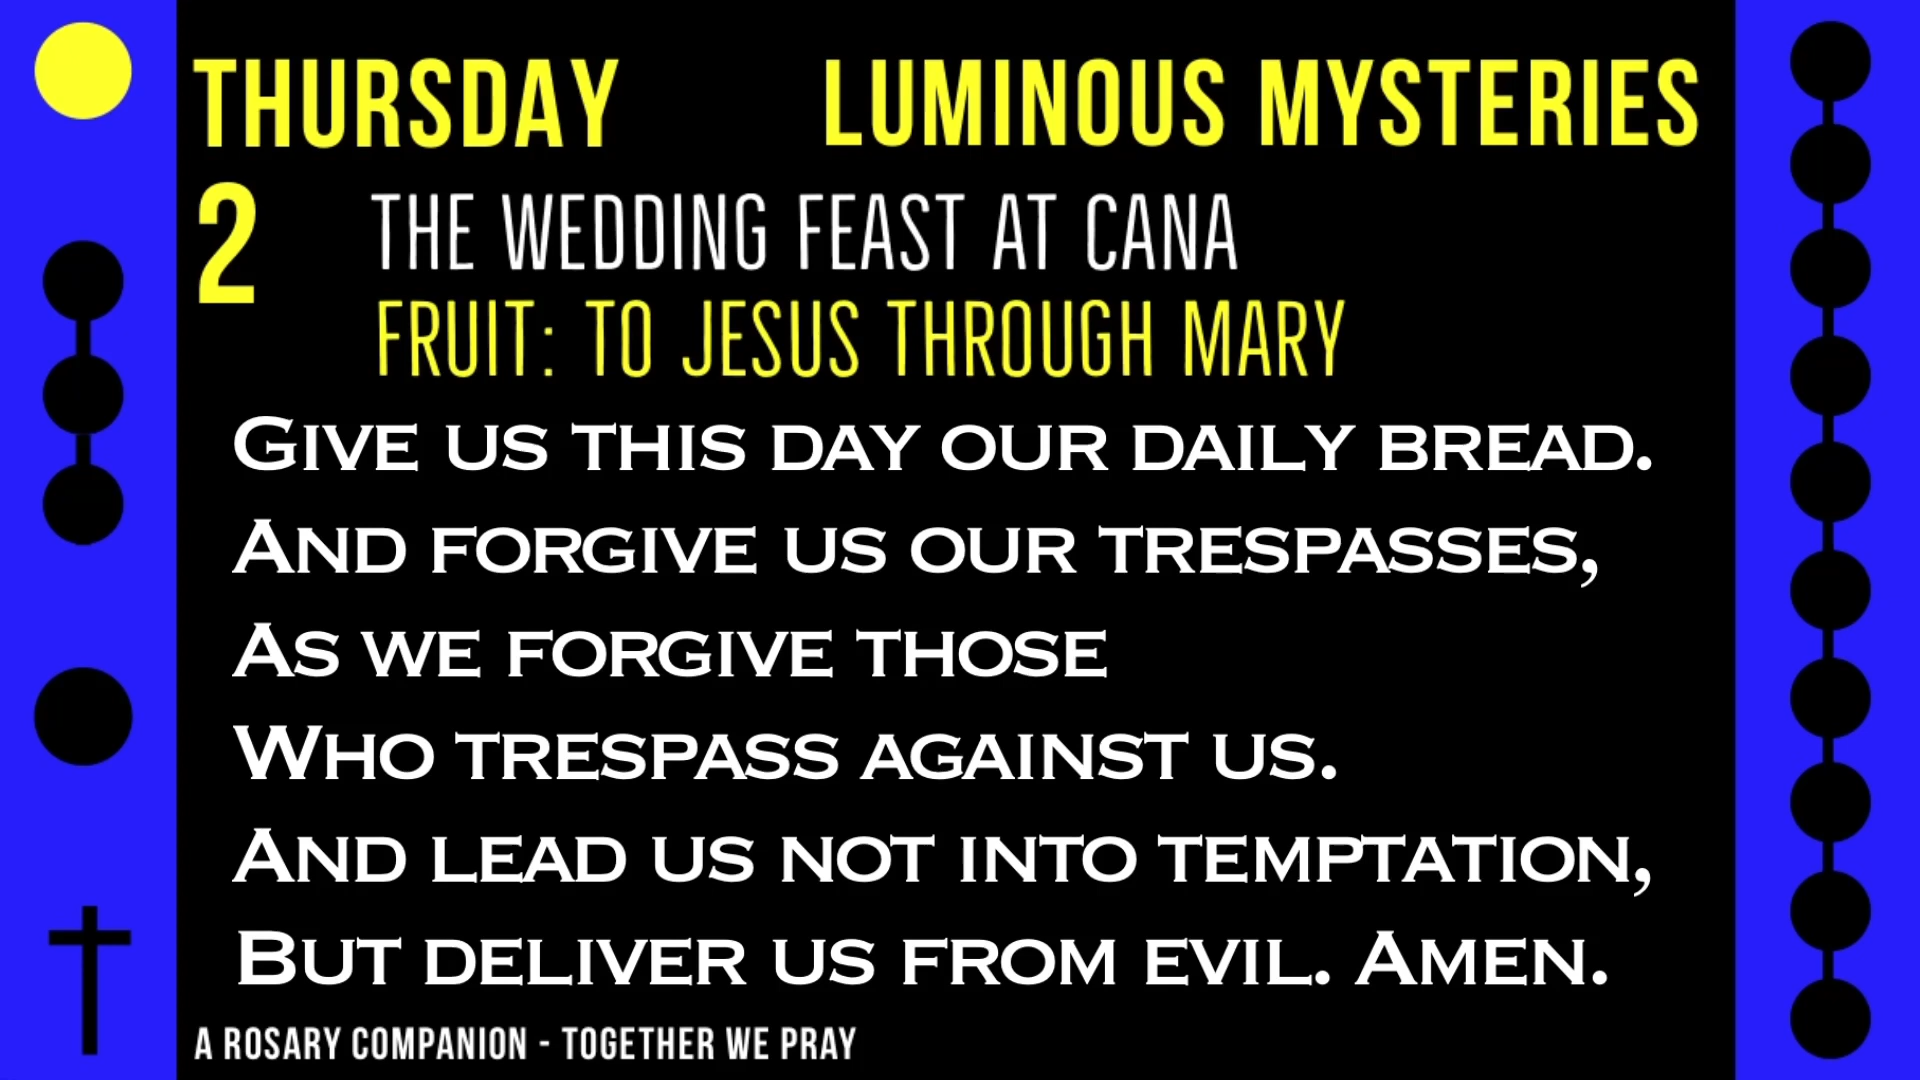 THURSDAY LUMINOUS MYSTERIES
2 THE WEDDING FEAST AT CANA
FRUIT: TO JESUS THROUGH MARY
GIVE US THIS DAY OUR DAILY BREAD.
AND FORGIVE US OUR TRESPASSES,
AS WE FORGIVE THOSE
WHO TRESPASS AGAINST US.
AND LEAD US NOT INTO TEMPTATION,
BUT DELIVER US FROM EVIL. AMEN.
A ROSARY COMPANION - TOGETHER WE PRAY